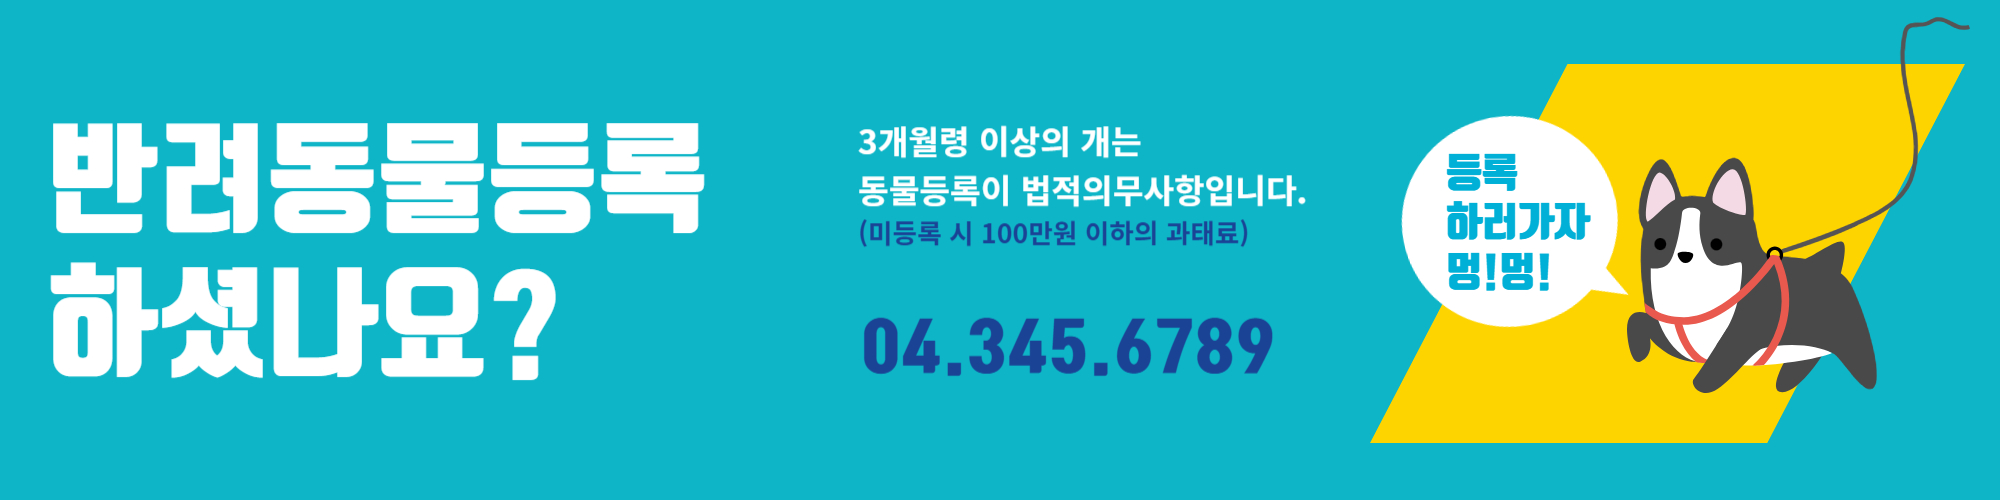 반려동물등록
하셨나요?
3개월령 이상의 개는
동물등록이 법적의무사항입니다.
(미등록 시 100만원 이하의 과태료)
04.345.6789
등록
하러가자
멍!멍!